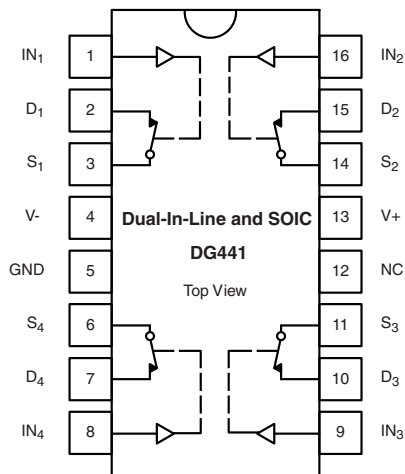 IN1 1 16 IN2
D1 2 15 D2
S1 3 14 S2
V- 4 13 V+
Dual-In-Line and SOIC
DG441
GND 5 12 NC
Top View
S4 6 11 S3
D4 7 10 D3
IN4 8 9 IN3